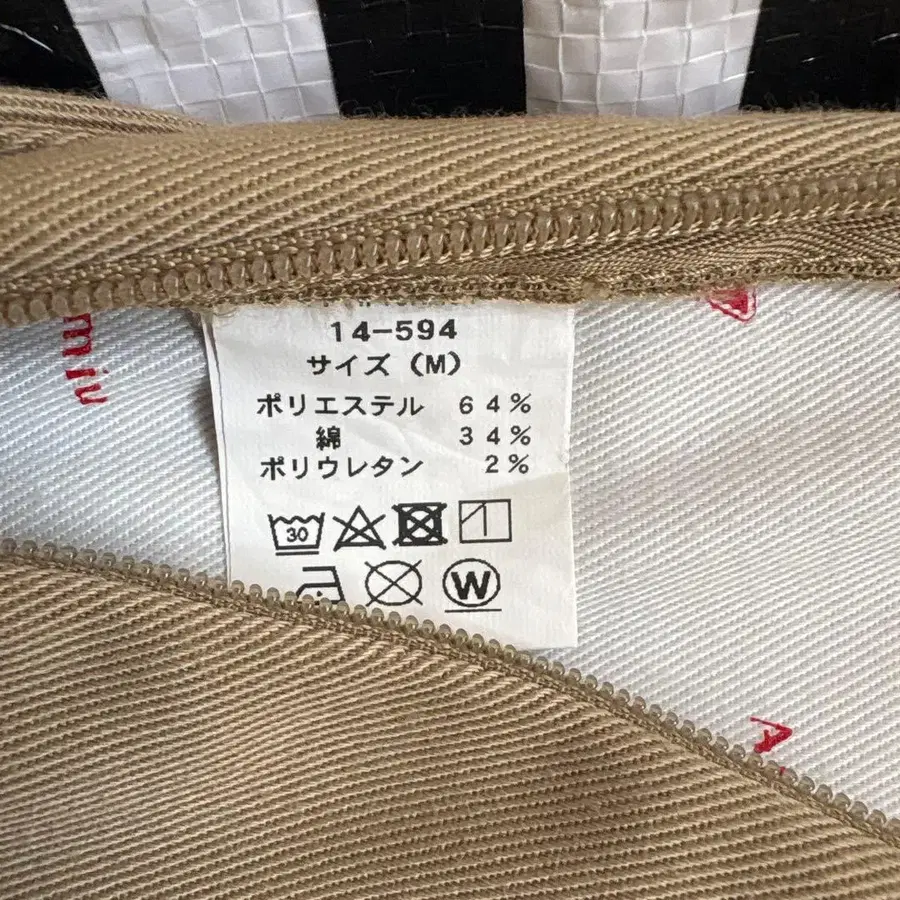 14-594
サイズ(M)
ポリエステル 64%
綿 34%
ポリウレタン 2%
30
W
miu